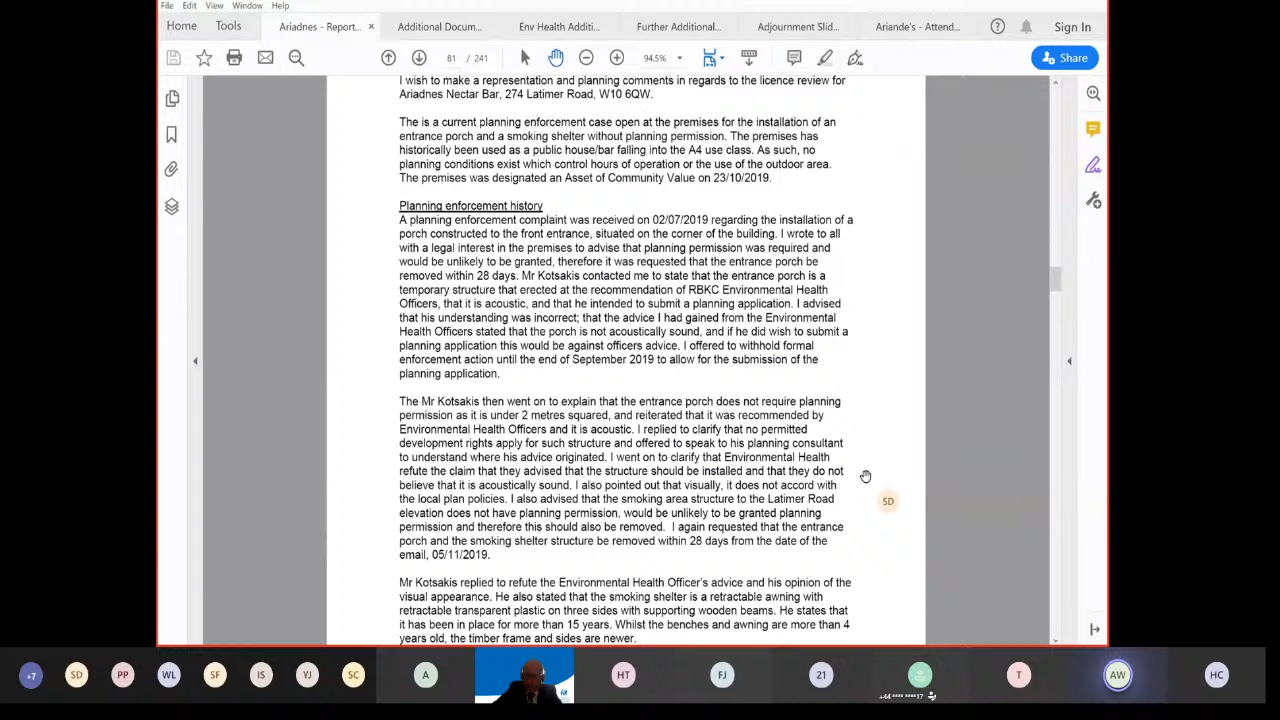 File Edit View Window Help
Home Tools Ariadnes - Report... × Additional Docum... Env Health Additi... Further Additional... Adjournment Slid... Ariande's - Attend... Sign In
81 / 241 94.5% Share
I wish to make a representation and planning comments in regards to the licence review for
Ariadnes Nectar Bar, 274 Latimer Road, W10 6QW.
The is a current planning enforcement case open at the premises for the installation of an
entrance porch and a smoking shelter without planning permission. The premises has
historically been used as a public house/bar falling into the A4 use class. As such, no
planning conditions exist which control hours of operation or the use of the outdoor area.
The premises was designated an Asset of Community Value on 23/10/2019.
Planning enforcement history
A planning enforcement complaint was received on 02/07/2019 regarding the installation of a
porch constructed to the front entrance, situated on the corner of the building. I wrote to all
with a legal interest in the premises to advise that planning permission was required and
would be unlikely to be granted, therefore it was requested that the entrance porch be
removed within 28 days. Mr Kotsakis contacted me to state that the entrance porch is a
temporary structure that erected at the recommendation of RBKC Environmental Health
Officers, that it is acoustic, and that he intended to submit a planning application. I advised
that his understanding was incorrect; that the advice I had gained from the Environmental
Health Officers stated that the porch is not acoustically sound, and if he did wish to submit a
planning application this would be against officers advice. I offered to withhold formal
enforcement action until the end of September 2019 to allow for the submission of the
planning application.
The Mr Kotsakis then went on to explain that the entrance porch does not require planning
permission as it is under 2 metres squared, and reiterated that it was recommended by
Environmental Health Officers and it is acoustic. I replied to clarify that no permitted
development rights apply for such structure and offered to speak to his planning consultant
to understand where his advice originated. I went on to clarify that Environmental Health
refute the claim that they advised that the structure should be installed and that they do not
believe that it is acoustically sound. I also pointed out that visually, it does not accord with
the local plan policies. I also advised that the smoking area structure to the Latimer Road
elevation does not have planning permission, would be unlikely to be granted planning
permission and therefore this should also be removed. I again requested that the entrance
porch and the smoking shelter structure be removed within 28 days from the date of the
email, 05/11/2019.
SD
Mr Kotsakis replied to refute the Environmental Health Officer's advice and his opinion of the
visual appearance. He also stated that the smoking shelter is a retractable awning with
retractable transparent plastic on three sides with supporting wooden beams. He states that
it has been in place for more than 15 years. Whilst the benches and awning are more than 4
years old, the timber frame and sides are newer.
+7 SD PP WL SF IS YJ SC A HT FJ 21 T AW HC
+44 **** ****17